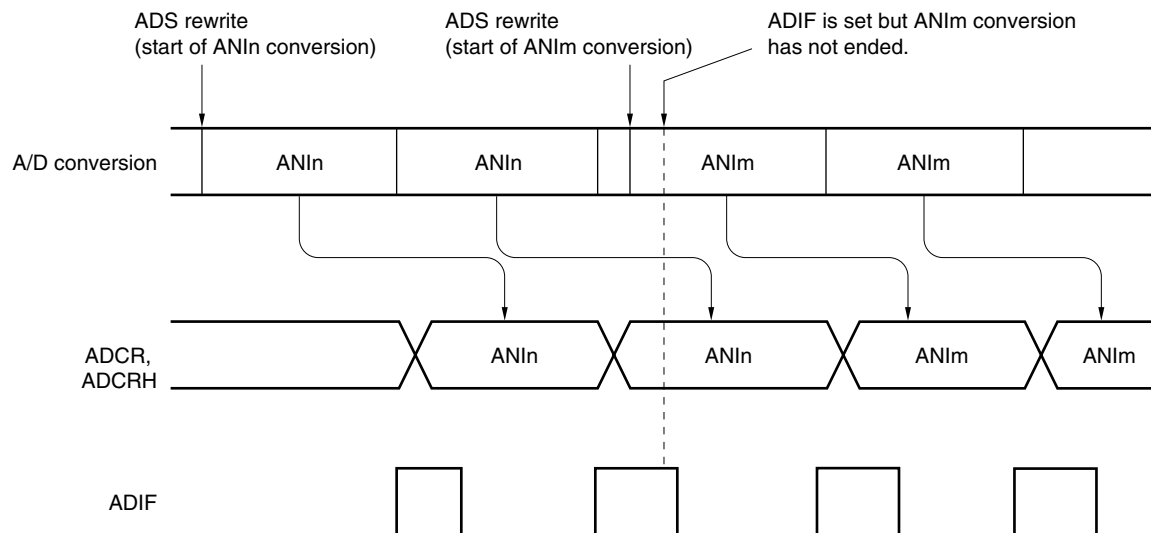 ADS rewrite
(start of ANIn conversion)
ADS rewrite
(start of ANIm conversion)
ADIF is set but ANIm conversion
has not ended.
A/D conversion
ANIn
ANIn
ANIm
ANIm
ADCR,
ADCRH
ANIn
ANIn
ANIm
ANIm
ADIF